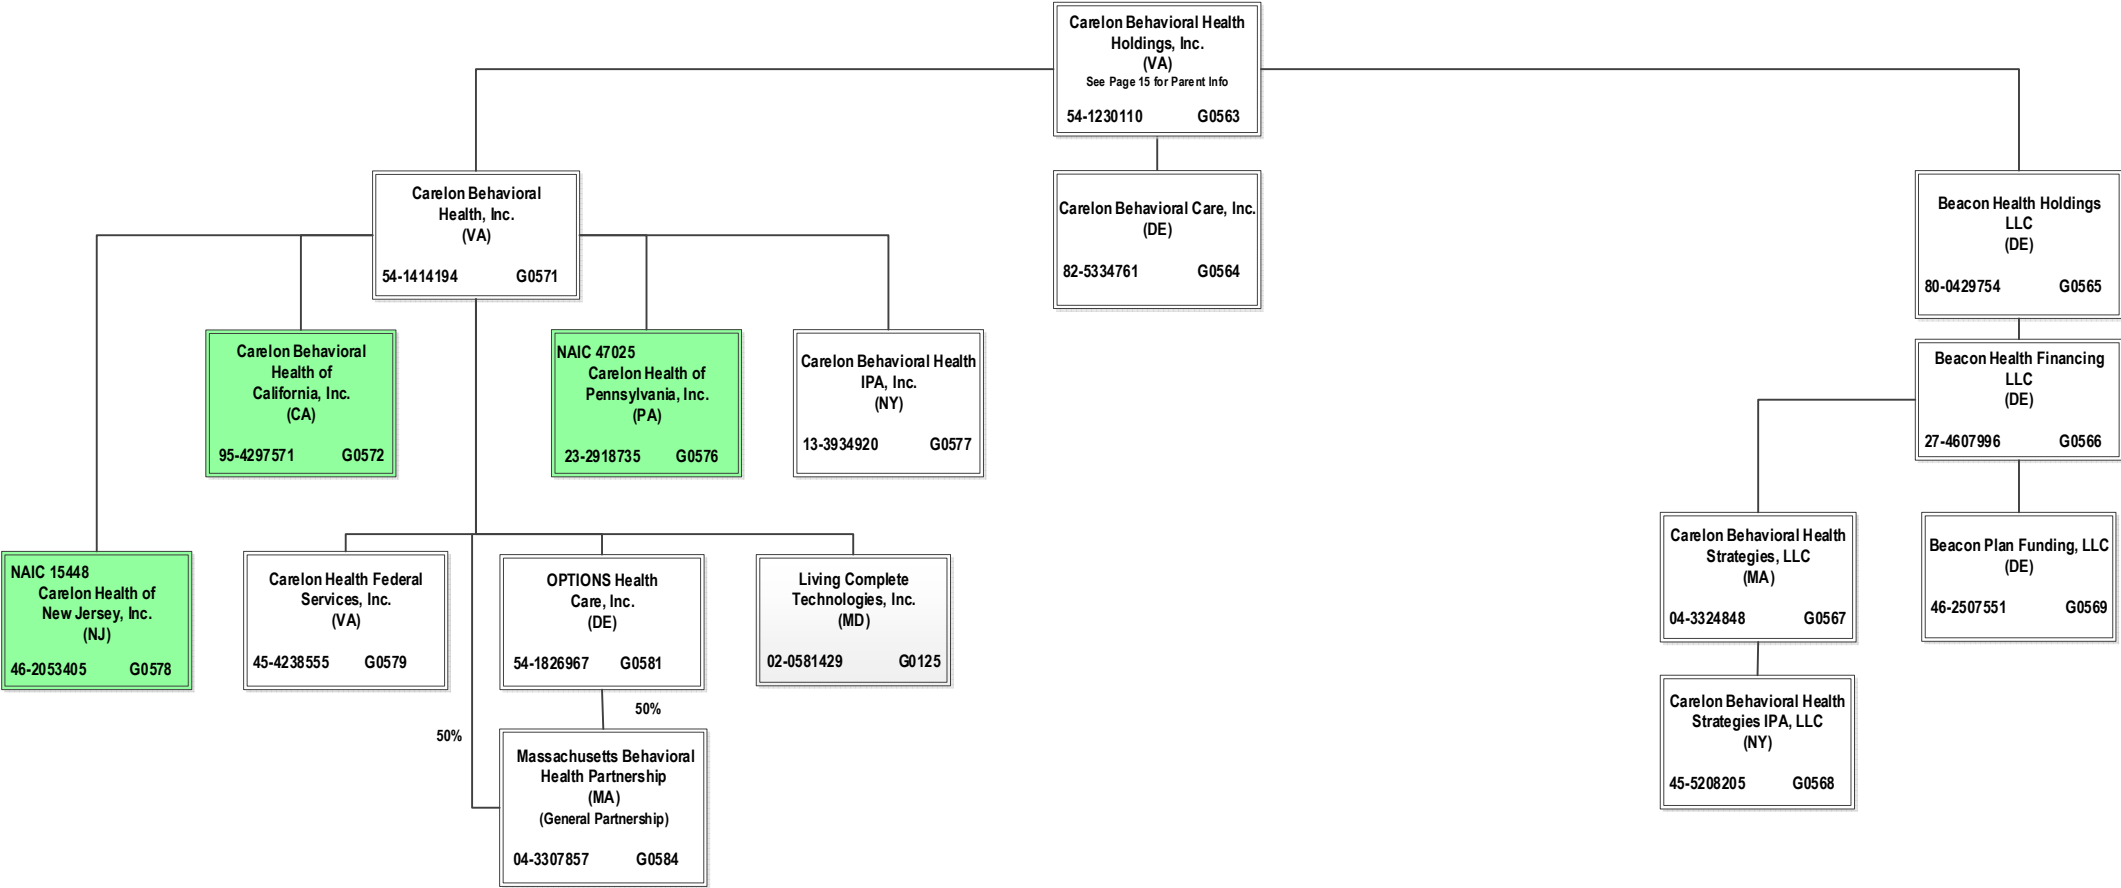 Carelon Behavioral Health
Holdings, Inc.
(VA)
See Page 15 for Parent Info
54-1230110 G0563
Carelon Behavioral
Health, Inc.
(VA)
54-1414194 G0571
Carelon Behavioral Care, Inc.
(DE)
82-5334761 G0564
Beacon Health Holdings
LLC
(DE)
80-0429754 G0565
Carelon Behavioral
Health of
California, Inc.
(CA)
95-4297571 G0572
NAIC 47025
Carelon Health of
Pennsylvania, Inc.
(PA)
23-2918735 G0576
Carelon Behavioral Health
IPA, Inc.
(NY)
13-3934920 G0577
Beacon Health Financing
LLC
(DE)
27-4607996 G0566
NAIC 15448
Carelon Health of
New Jersey, Inc.
(NJ)
46-2053405 G0578
Carelon Health Federal
Services, Inc.
(VA)
45-4238555 G0579
OPTIONS Health
Care, Inc.
(DE)
54-1826967 G0581
Living Complete
Technologies, Inc.
(MD)
02-0581429 G0125
Carelon Behavioral Health
Strategies, LLC
(MA)
04-3324848 G0567
Beacon Plan Funding, LLC
(DE)
46-2507551 G0569
50%
50%
Massachusetts Behavioral
Health Partnership
(MA)
(General Partnership)
04-3307857 G0584
Carelon Behavioral Health
Strategies IPA, LLC
(NY)
45-5208205 G0568